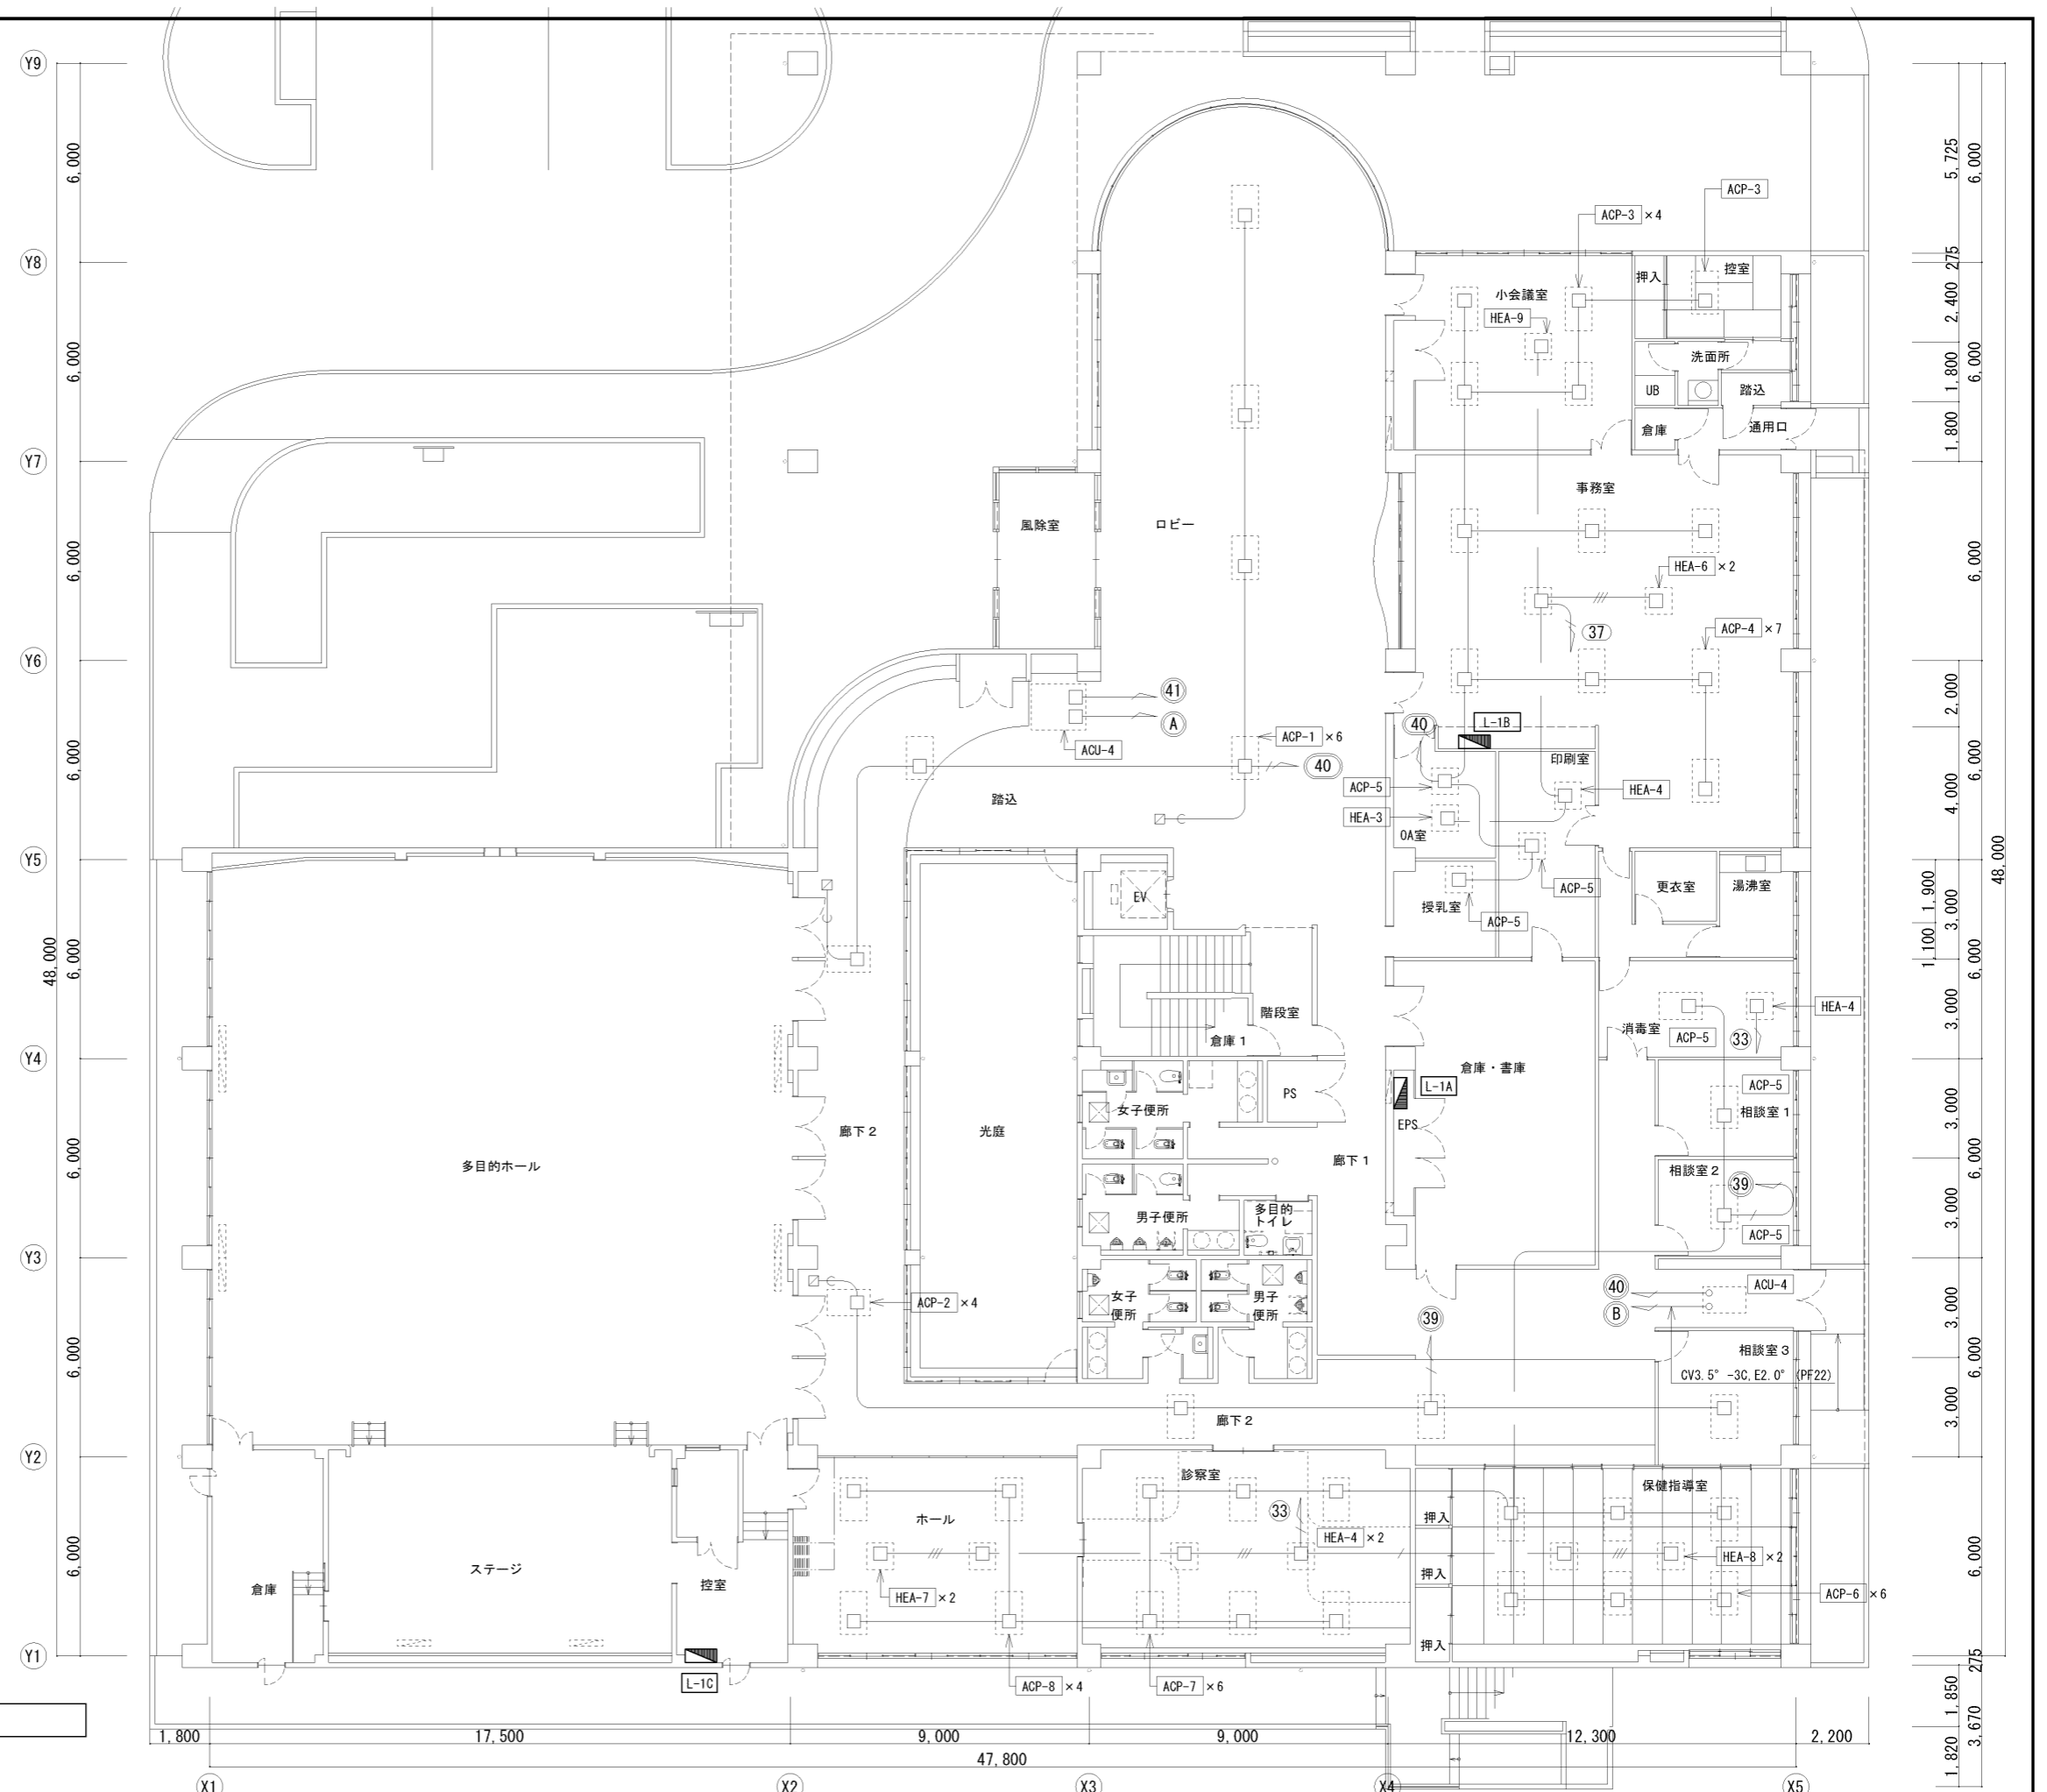 Y9
Y8
Y7
Y6
Y5
Y4
Y3
Y2
Y1
6,000
6,000
6,000
6,000
6,000
6,000
6,000
6,000
48,000
5,725
6,000
275
2,400
1,800
6,000
1,800
6,000
2,000
6,000
4,000
48,000
1,900
3,000
1,100
6,000
3,000
3,000
6,000
3,000
3,000
6,000
3,000
6,000
275
1,850
3,670
1,820
ACP-3
ACP-3 ×4
押入
控室
小会議室
HEA-9
洗面所
UB
踏込
倉庫
通用口
事務室
風除室
ロビー
HEA-6 ×2
37
ACP-4 ×7
41
A
ACU-4
ACP-1 ×6
40
40
L-1B
印刷室
ACP-5
HEA-4
HEA-3
OA室
踏込
EV
ACP-5
更衣室
湯沸室
授乳室
ACP-5
階段室
倉庫1
消毒室
ACP-5
33
HEA-4
倉庫・書庫
L-1A
EPS
PS
女子便所
ACP-5
相談室1
廊下2
光庭
廊下1
多目的ホール
相談室2
39
男子便所
多目的
トイレ
ACP-5
女子
便所
男子
便所
ACP-2 ×4
39
40
B
ACU-4
相談室3
CV3.5°-3C,E2.0° (PF22)
廊下2
診察室
保健指導室
ホール
33
HEA-4 ×2
押入
押入
押入
HEA-8 ×2
ACP-6 ×6
HEA-7 ×2
ステージ
倉庫
控室
L-1C
ACP-8 ×4
ACP-7 ×6
1,800
17,500
9,000
9,000
12,300
2,200
47,800
X1
X2
X3
X4
X5